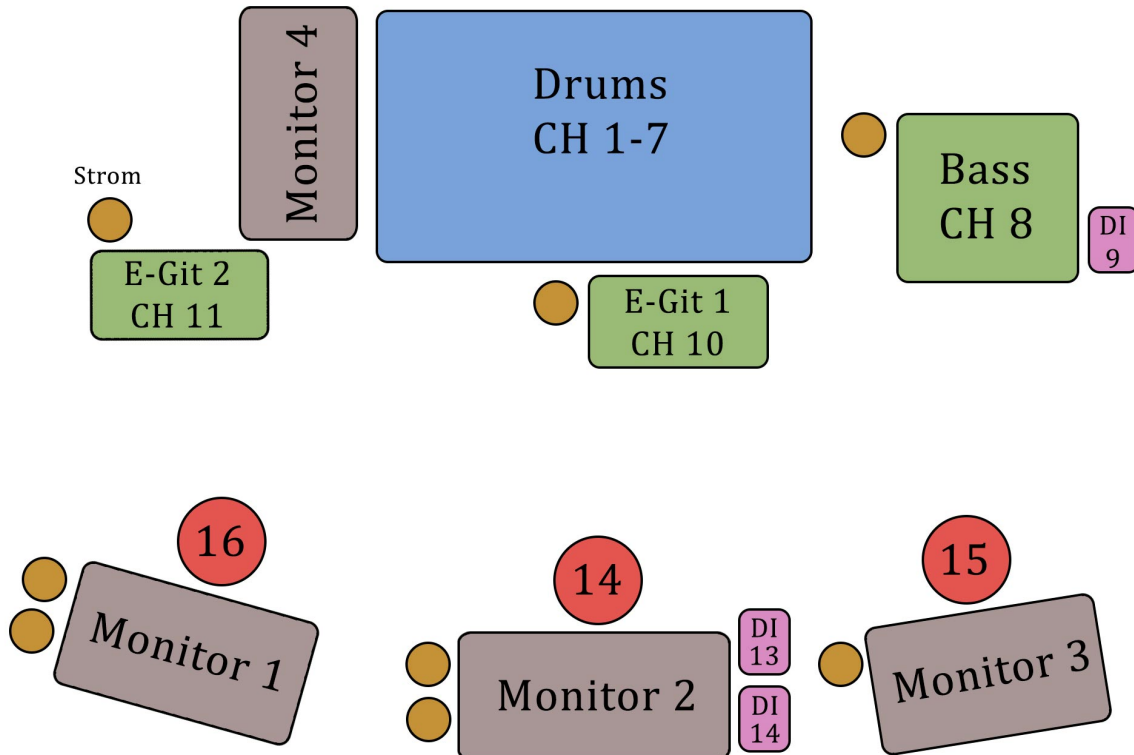 Monitor 4
Drums
CH 1-7
Bass
CH 8
DI
9
Strom
E-Git 2
CH 11
E-Git 1
CH 10
16
14
15
Monitor 1
Monitor 2
DI
13
DI
14
Monitor 3